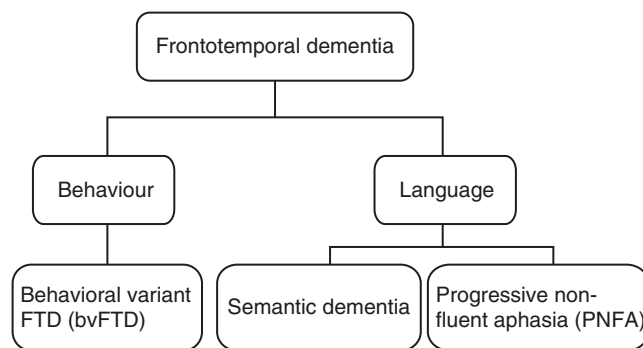 Frontotemporal dementia
Behaviour
Language
Behavioral variant
FTD (bvFTD)
Semantic dementia
Progressive non-
fluent aphasia (PNFA)